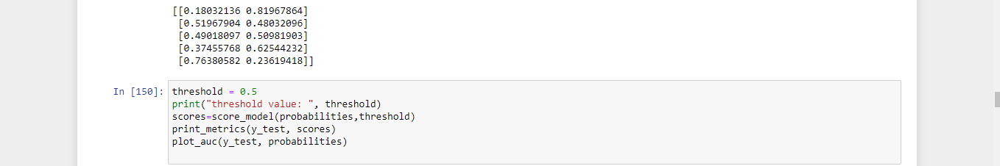 [[0.18032136 0.81967864]
[0.51967904 0.48032096]
[0.49018097 0.50981903]
[0.37455768 0.62544232]
[0.76380582 0.23619418]]
In [150]: threshold = 0.5
print("threshold value: ", threshold)
scores=score_model(probabilities,threshold)
print_metrics(y_test, scores)
plot_auc(y_test, probabilities)